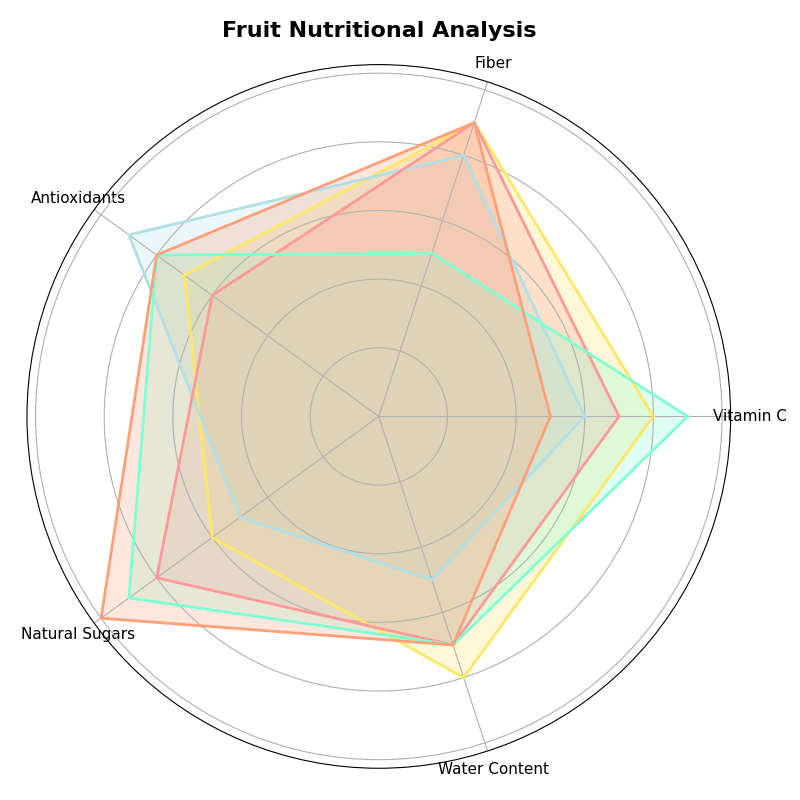 Fruit Nutritional Analysis
Fiber
Antioxidants
Vitamin C
Natural Sugars
Water Content